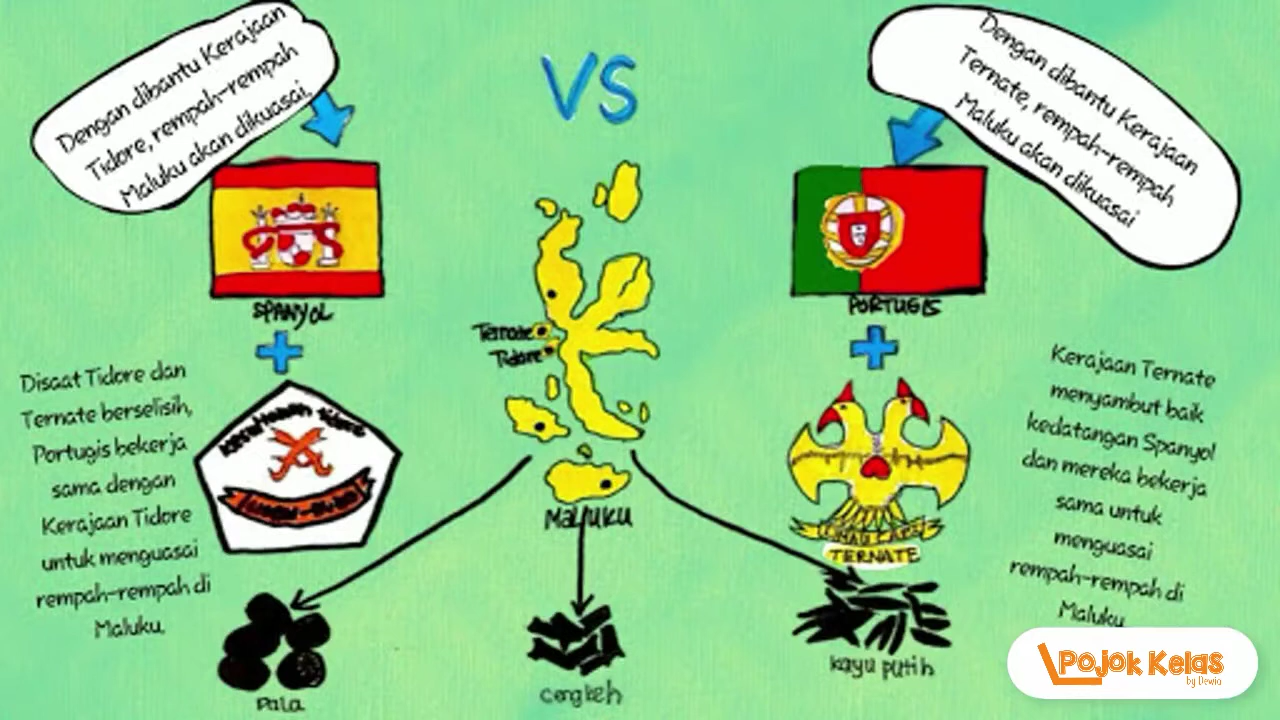 Dengan dibantu Kerajaan
Tidore, rempah-rempah
Maluku akan dikuasai.
VS
Dengan dibantu Kerajaan
Ternate, rempah-rempah
Maluku akan dikuasai
SPANYOL
PORTUGIS
Ternate
Tidore
Disaat Tidore dan
Ternate berselisih,
Portugis bekerja
sama dengan
Kerajaan Tidore
untuk menguasai
rempah-rempah di
Maluku.
Tidore
Maluku
TERNATE
Kerajaan Ternate
menyambut baik
kedatangan Spanyol
dan mereka bekerja
sama untuk
menguasai
rempah-rempah di
Maluku
Pala
cengkeh
kayu putih
Pojok Kelas
by Dewia